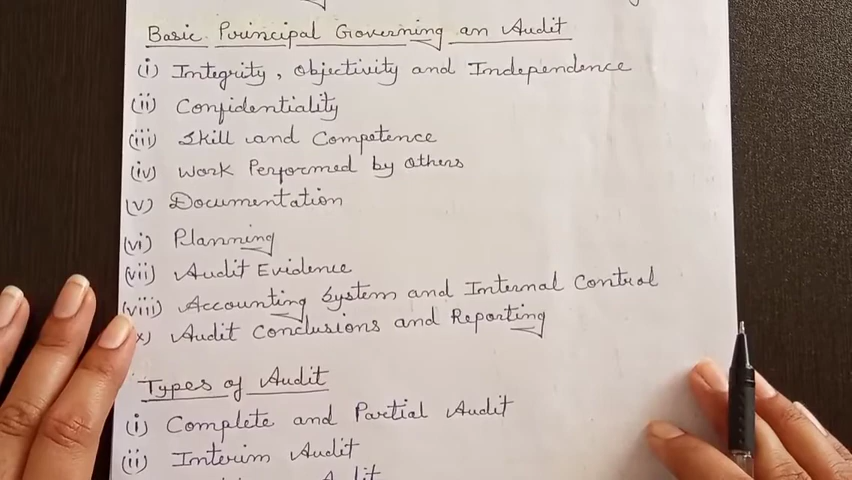 Basic Principal Governing an Audit
(i) Integrity, Objectivity and Independence
(ii) Confidentiality
(iii) Skill and Competence
(iv) Work Performed by Others
(v) Documentation
(vi) Planning
(vii) Audit Evidence
(viii) Accounting System and Internal Control
x) Audit Conclusions and Reporting
Types of Audit
(i) Complete and Partial Audit
(ii) Interim Audit
Audit